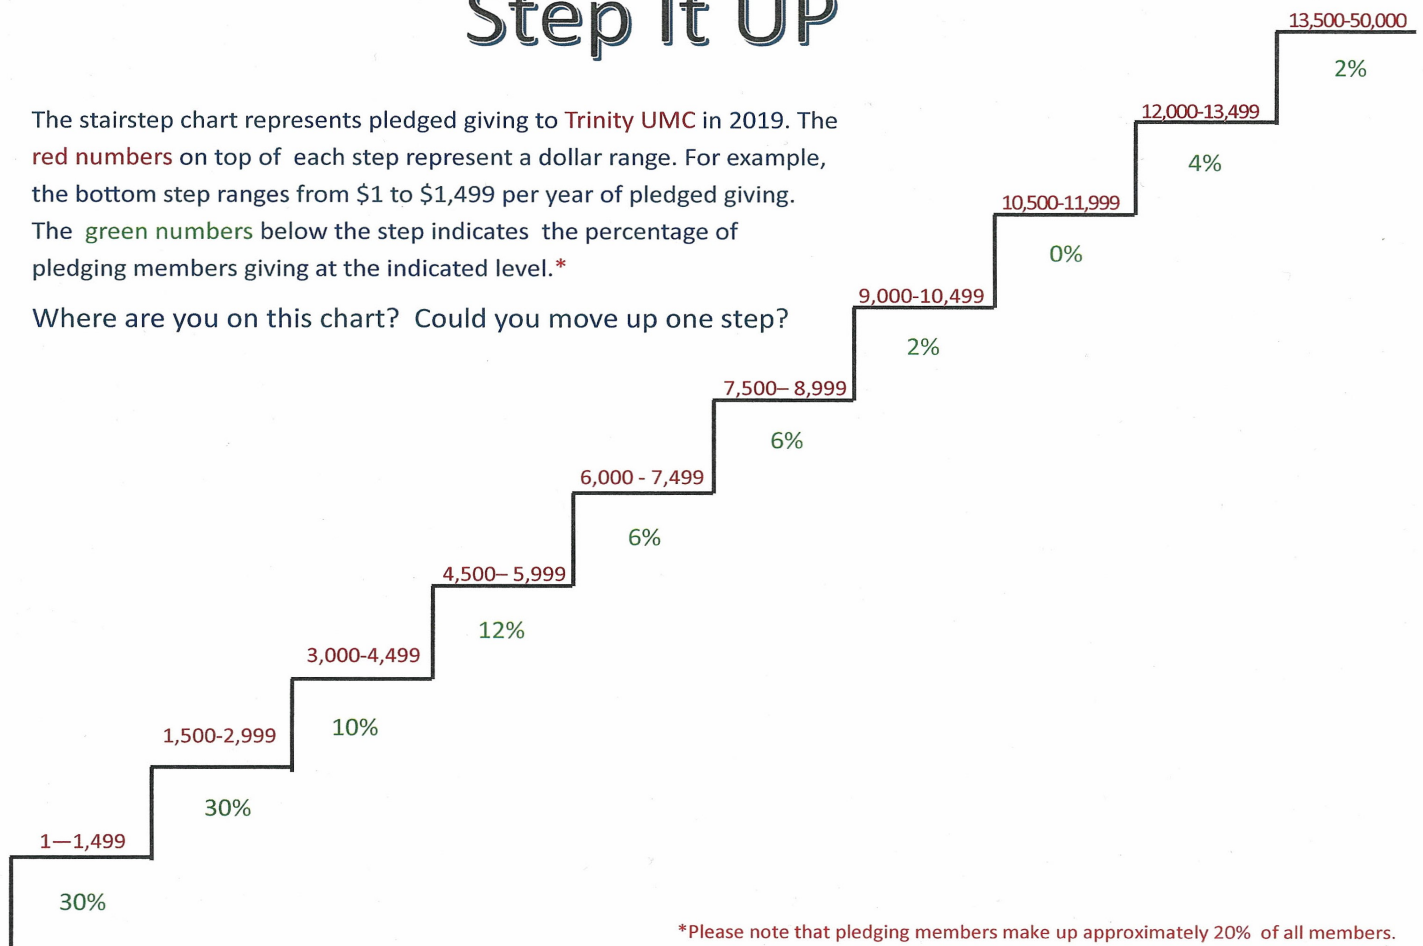 Step It UP
The stairstep chart represents pledged giving to Trinity UMC in 2019. The
red numbers on top of each step represent a dollar range. For example,
the bottom step ranges from $1 to $1,499 per year of pledged giving.
The green numbers below the step indicates the percentage of
pledging members giving at the indicated level.*
Where are you on this chart? Could you move up one step?
13,500-50,000
2%
12,000-13,499
4%
10,500-11,999
0%
9,000-10,499
2%
7,500– 8,999
6%
6,000 - 7,499
6%
4,500– 5,999
12%
3,000-4,499
10%
1,500-2,999
30%
1—1,499
30%
*Please note that pledging members make up approximately 20% of all members.